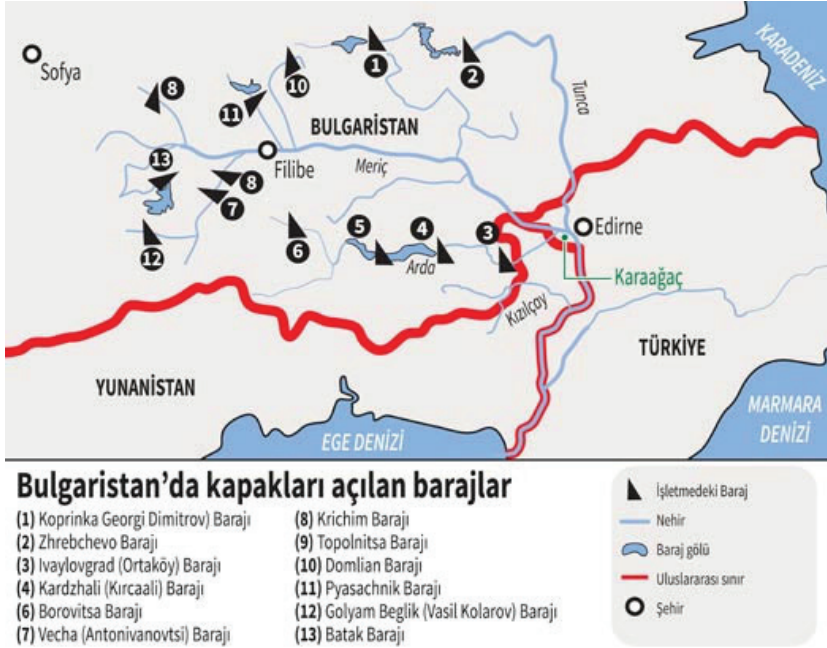 Sofya
8
11
10
1
2
KARADENİZ
Tunca
BULGARİSTAN
Filibe
Meriç
13
8
7
12
6
5
4
3
Arda
Edirne
Karaağaç
Kızılçay
TÜRKİYE
YUNANİSTAN
EGE DENİZİ
MARMARA
DENİZİ
Bulgaristan’da kapakları açılan barajlar
(1) Koprinka Georgi Dimitrov) Barajı
(2) Zhrebchevo Barajı
(3) Ivaylovgrad (Ortaköy) Barajı
(4) Kardzhali (Kırcaali) Barajı
(6) Borovitsa Barajı
(7) Vecha (Antonivanovtsi) Barajı
(8) Krichim Barajı
(9) Topolnitsa Barajı
(10) Domlian Barajı
(11) Pyasachnik Barajı
(12) Golyam Beglik (Vasil Kolarov) Barajı
(13) Batak Barajı
İşletmedeki Baraj
Nehir
Baraj gölü
Uluslararası sınır
Şehir